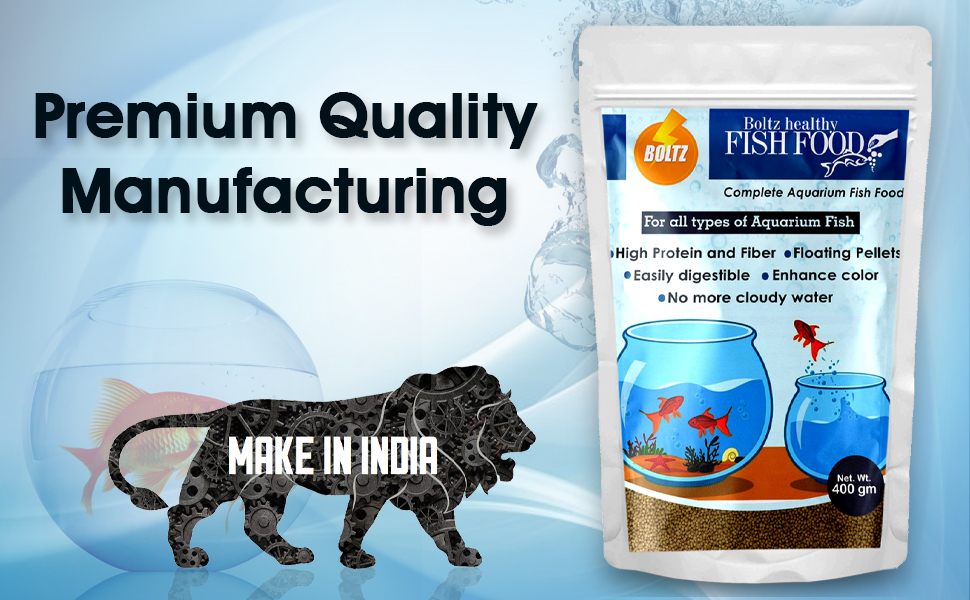 Premium Quality
Manufacturing
MAKE IN INDIA
BOLTZ
Boltz healthy
FISH FOOD
Complete Aquarium Fish Food
For all types of Aquarium Fish
•High Protein and Fiber •Floating Pellets
•Easily digestible •Enhance color
•No more cloudy water
Net. Wt.
400 gm